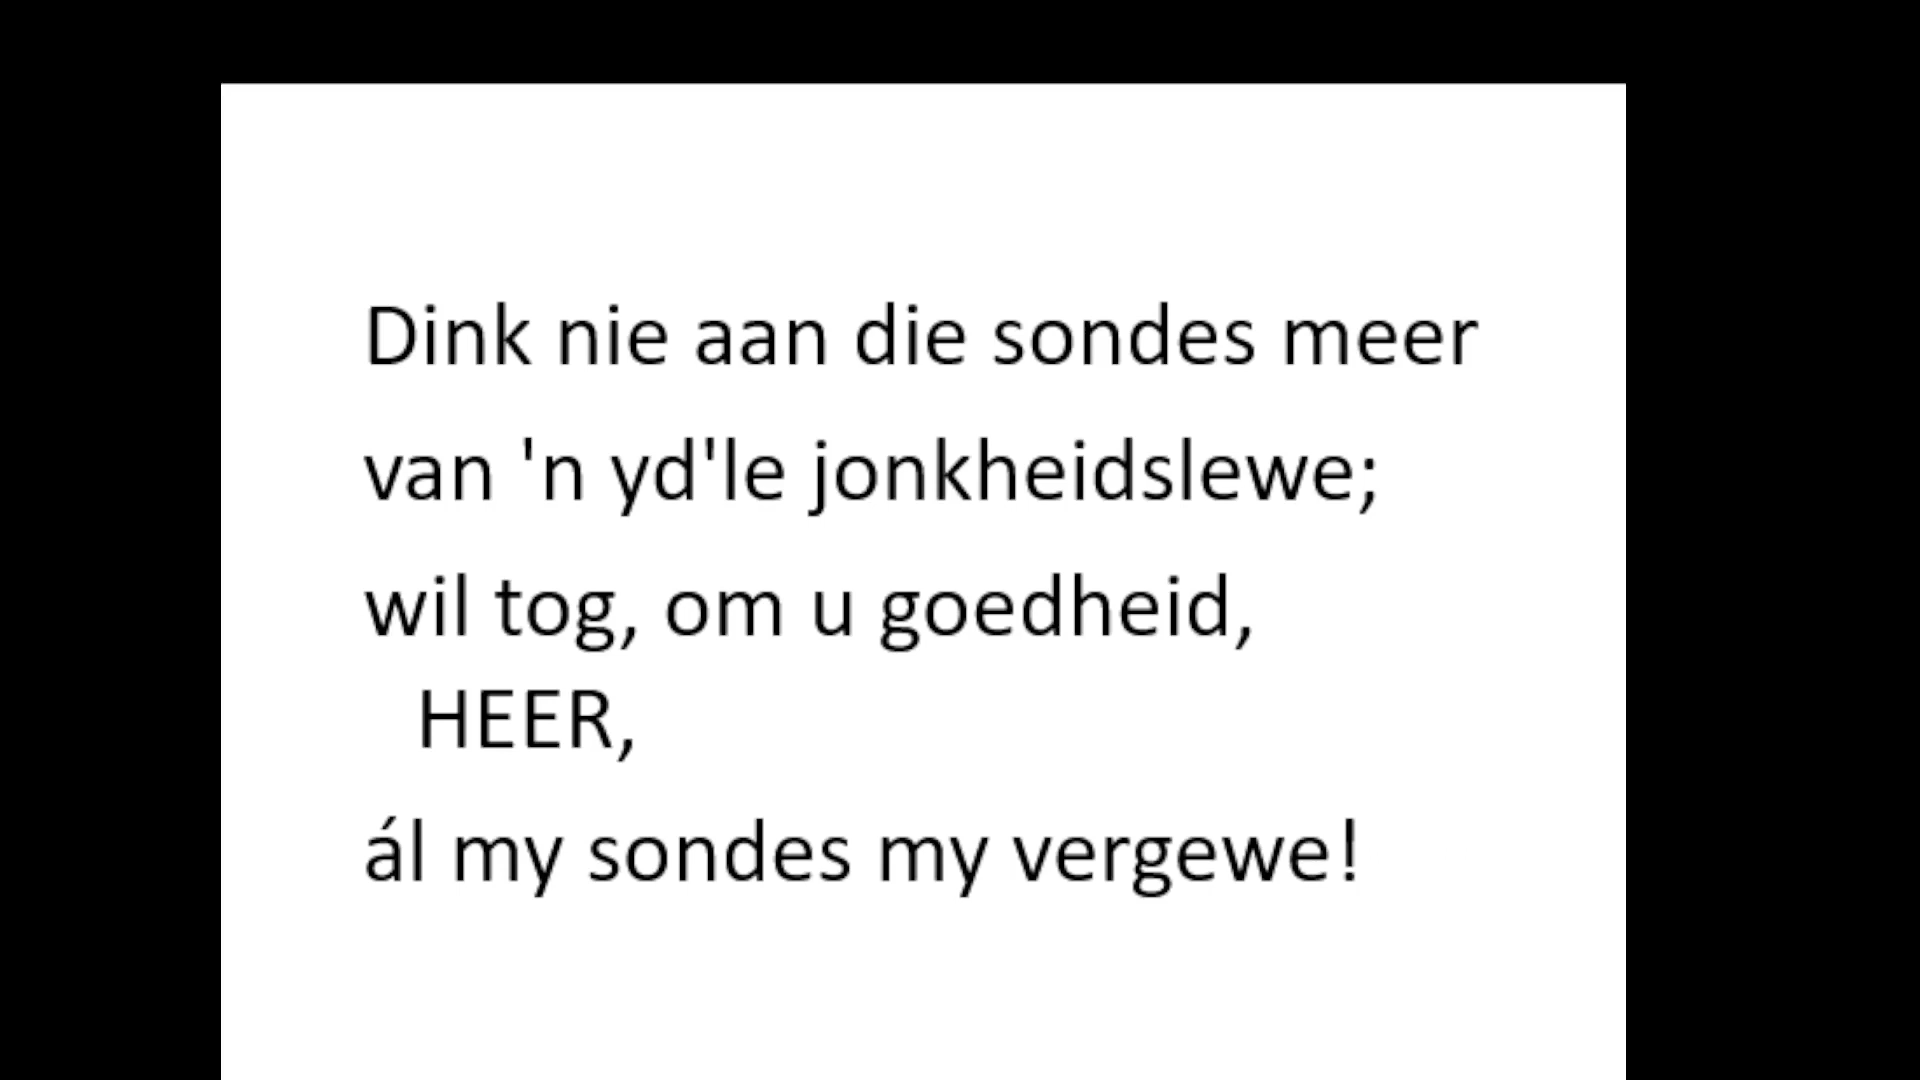 Dink nie aan die sondes meer
van 'n yd'le jonkheidslewe;
wil tog, om u goedheid,
HEER,
ál my sondes my vergewe!